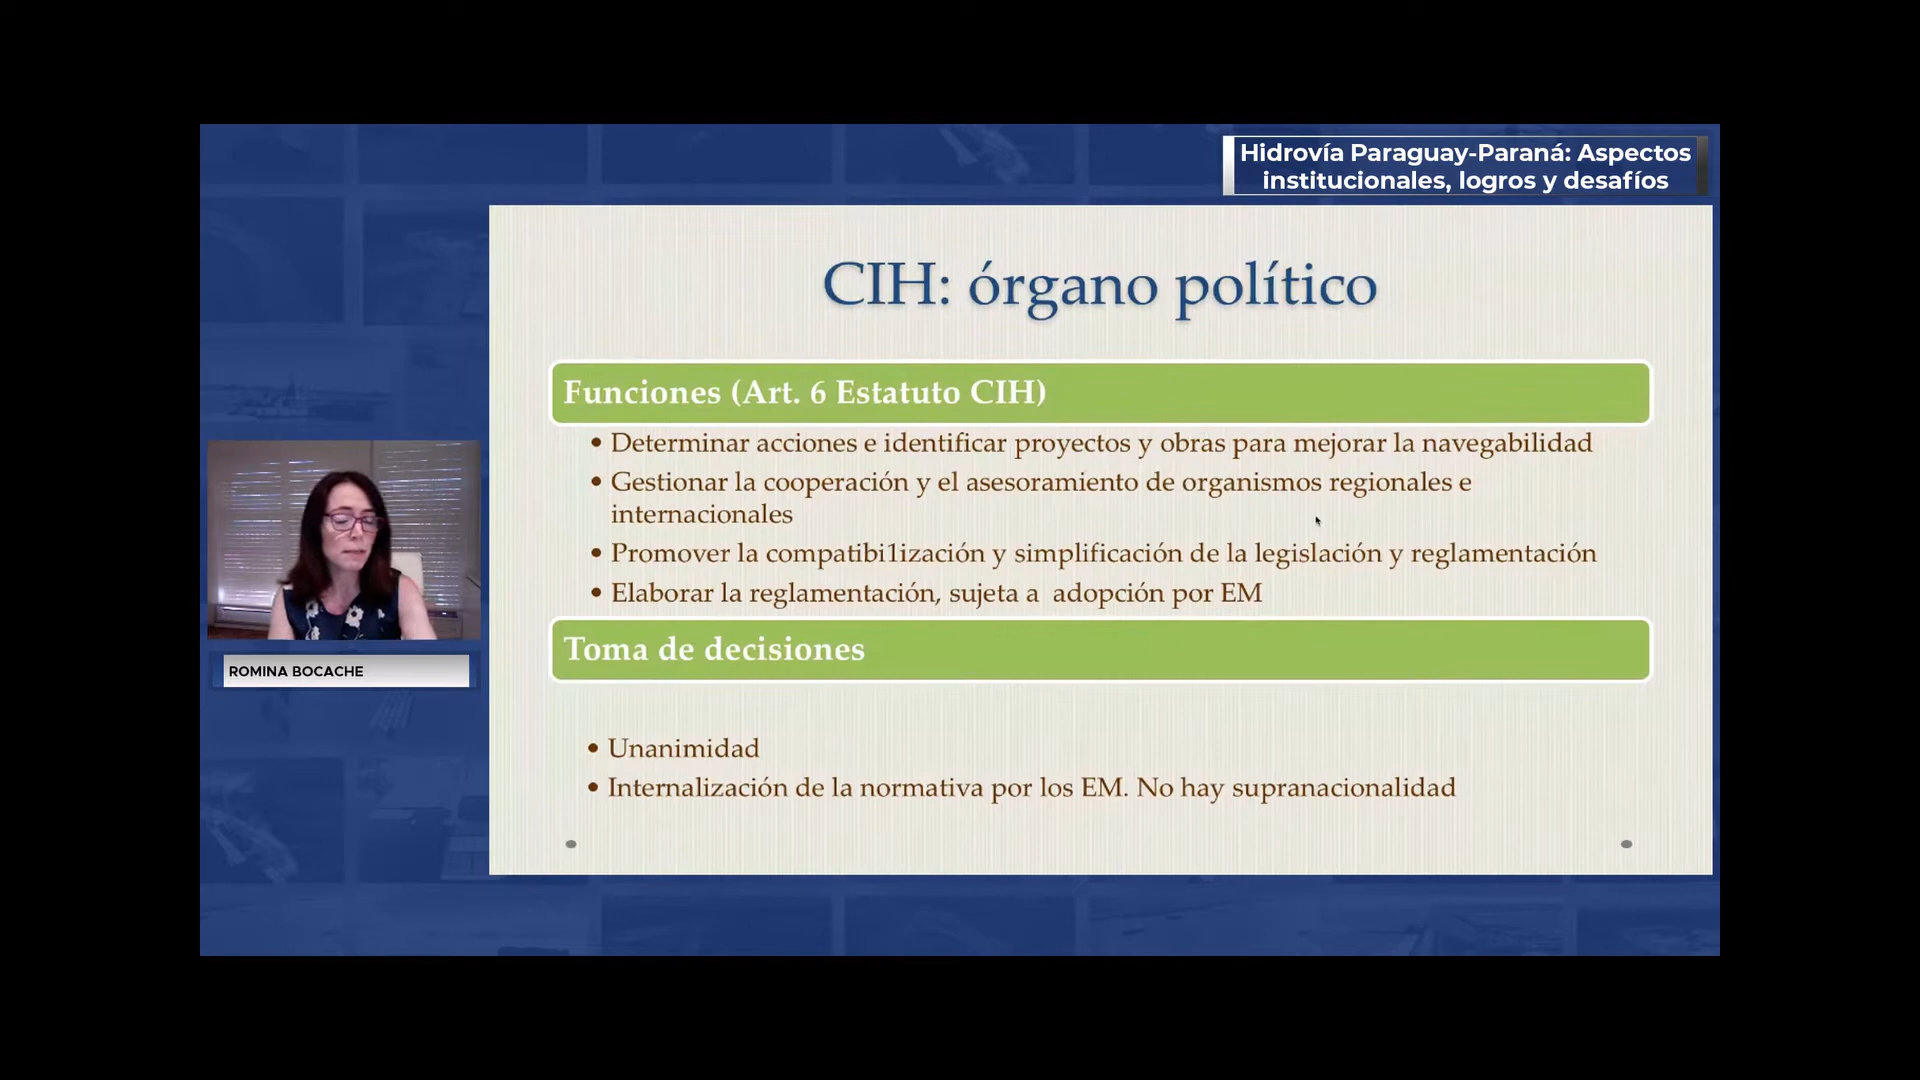 Hidrovía Paraguay-Paraná: Aspectos
institucionales, logros y desafíos
CIH: órgano político
Funciones (Art. 6 Estatuto CIH)
• Determinar acciones e identificar proyectos y obras para mejorar la navegabilidad
• Gestionar la cooperación y el asesoramiento de organismos regionales e
internacionales
• Promover la compatibi1ización y simplificación de la legislación y reglamentación
• Elaborar la reglamentación, sujeta a adopción por EM
Toma de decisiones
• Unanimidad
• Internalización de la normativa por los EM. No hay supranacionalidad
ROMINA BOCACHE